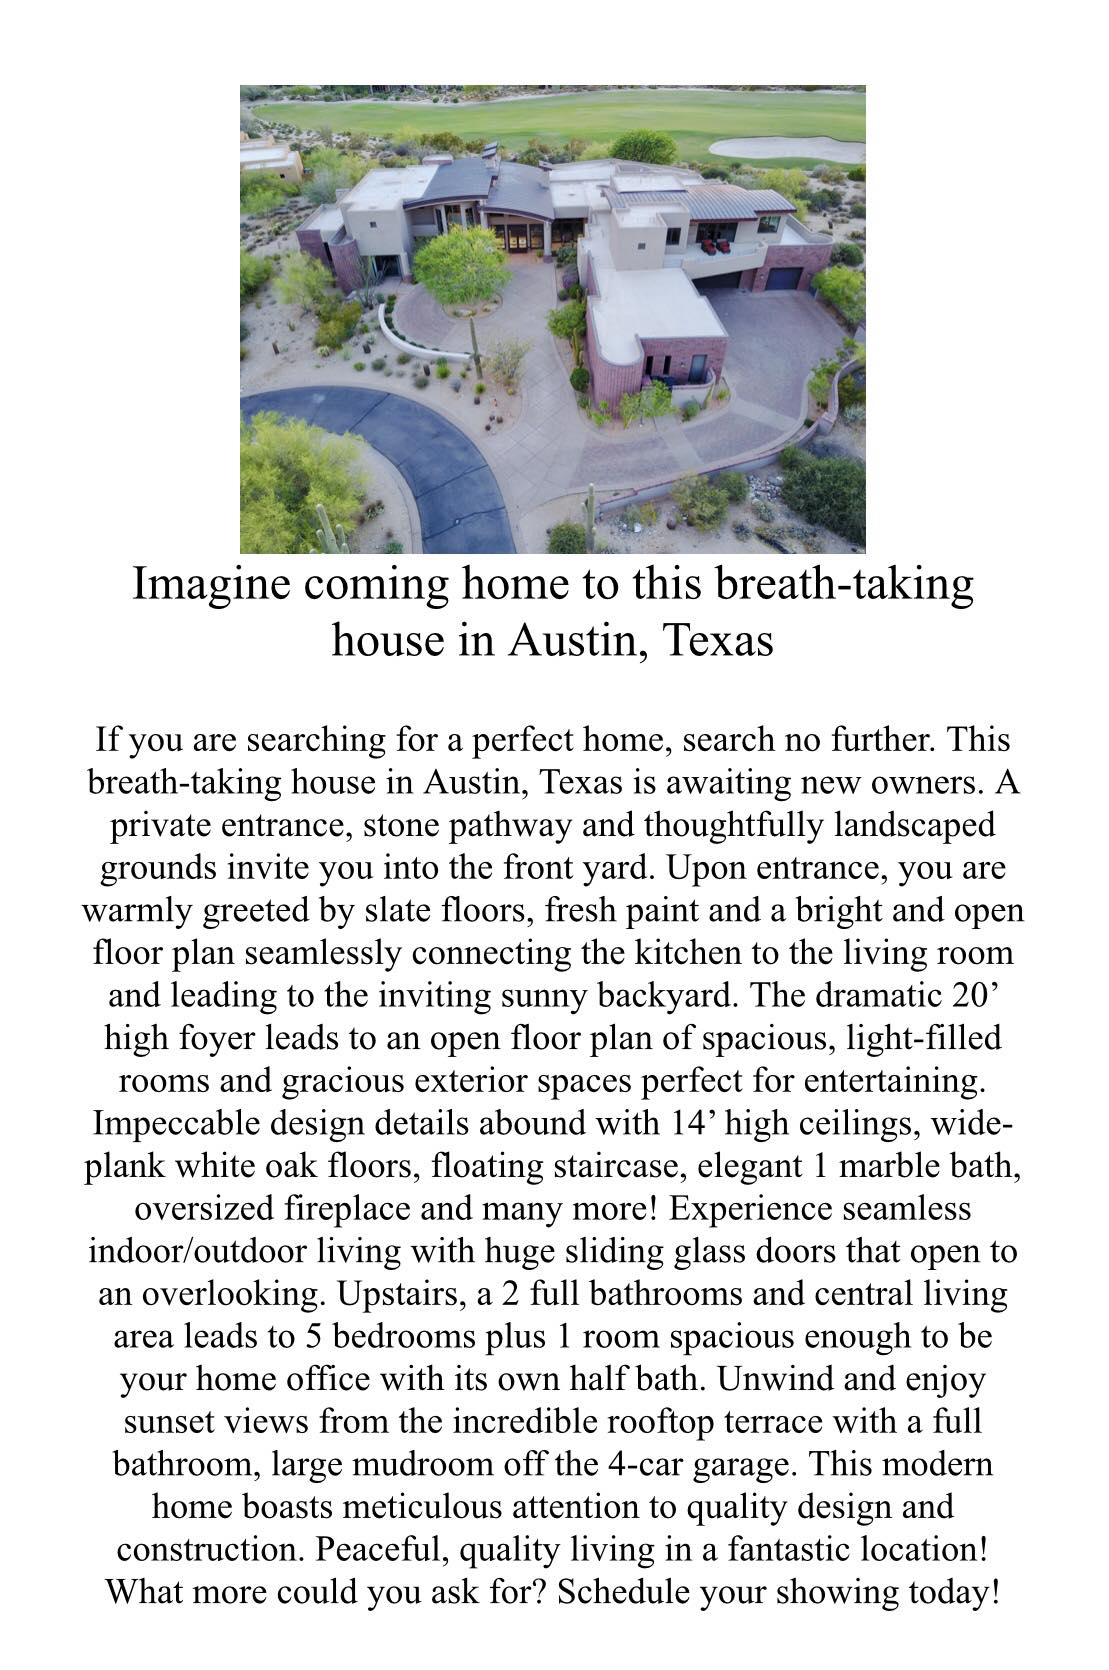 Imagine coming home to this breath-taking
house in Austin, Texas
If you are searching for a perfect home, search no further. This
breath-taking house in Austin, Texas is awaiting new owners. A
private entrance, stone pathway and thoughtfully landscaped
grounds invite you into the front yard. Upon entrance, you are
warmly greeted by slate floors, fresh paint and a bright and open
floor plan seamlessly connecting the kitchen to the living room
and leading to the inviting sunny backyard. The dramatic 20’
high foyer leads to an open floor plan of spacious, light-filled
rooms and gracious exterior spaces perfect for entertaining.
Impeccable design details abound with 14’ high ceilings, wide-
plank white oak floors, floating staircase, elegant 1 marble bath,
oversized fireplace and many more! Experience seamless
indoor/outdoor living with huge sliding glass doors that open to
an overlooking. Upstairs, a 2 full bathrooms and central living
area leads to 5 bedrooms plus 1 room spacious enough to be
your home office with its own half bath. Unwind and enjoy
sunset views from the incredible rooftop terrace with a full
bathroom, large mudroom off the 4-car garage. This modern
home boasts meticulous attention to quality design and
construction. Peaceful, quality living in a fantastic location!
What more could you ask for? Schedule your showing today!